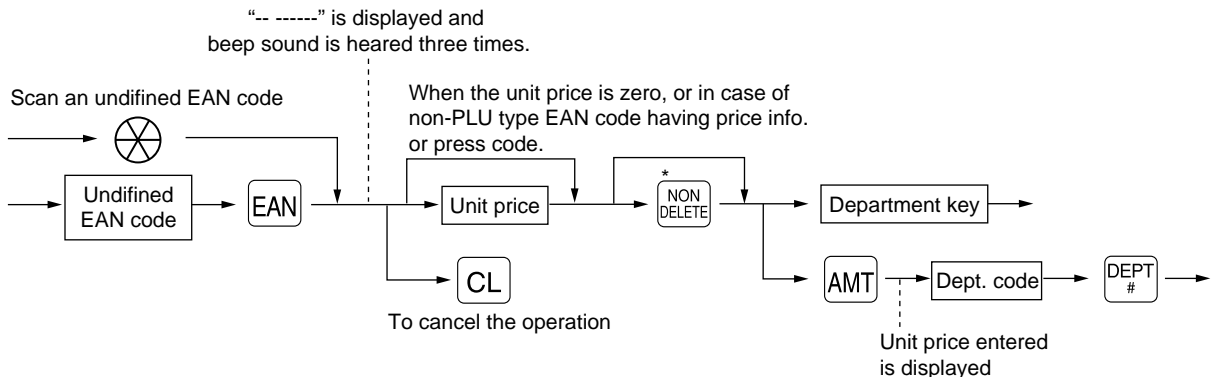 “-- ------” is displayed and
beep sound is heared three times.
Scan an undifined EAN code
When the unit price is zero, or in case of
non-PLU type EAN code having price info.
or press code.
Undifined
EAN code
EAN
Unit price
*
NON
DELETE
Department key
CL
To cancel the operation
AMT
Dept. code
DEPT
#
Unit price entered
is displayed